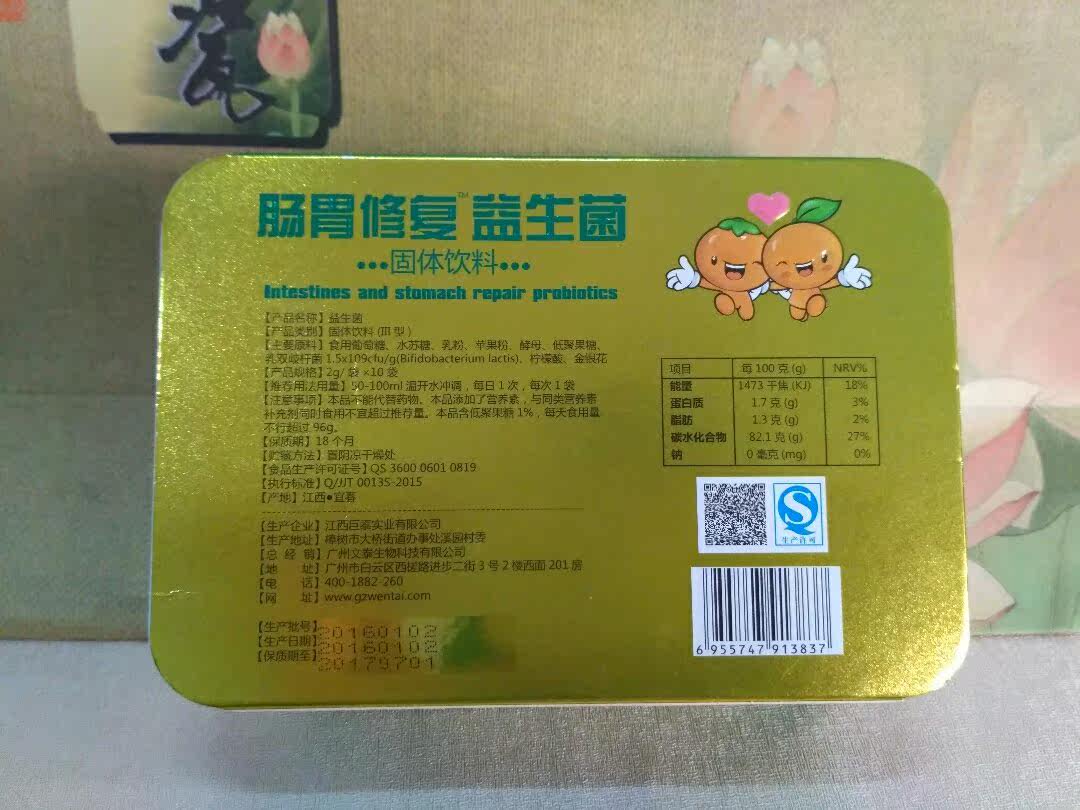 肠胃修复™益生菌
•••固体饮料•••
Intestines and stomach repair probiotics
【产品名称】益生菌
【产品类别】固体饮料(III型)
【主要原料】食用葡萄糖、水苏糖、乳粉、苹果粉、酵母、低聚果糖、
乳双歧杆菌1.5x109cfu/g(Bifidobacterium lactis)、柠檬酸、金银花
【产品规格】2g/袋×10袋
【推荐用法用量】50-100ml温开水冲调，每日1次，每次1袋
【注意事项】本品不能代替药物。本品添加了营养素，与同类营养素
补充剂同时食用不宜超过推荐量。本品含低聚果糖1%，每天食用量
不行超过96g。
【保质期】18个月
【贮藏方法】置阴凉干燥处
【食品生产许可证号】QS 3600 0601 0819
【执行标准】Q/JJT 0013S-2015
【产地】江西●宜春
【生产企业】江西巨泰实业有限公司
【生产地址】樟树市大桥街道办事处溪园村委
【总 经 销】广州文泰生物科技有限公司
【地 址】广州市白云区西槎路进步二街3号2楼西面201房
【电 话】400-1882-260
【网 址】www.gzwentai.com
【生产批号】20160102
【生产日期】20160102
【保质期至】20179701
项目 每100克(g) NRV%
能量 1473千焦(KJ) 18%
蛋白质 1.7克(g) 3%
脂肪 1.3克(g) 2%
碳水化合物 82.1克(g) 27%
钠 0毫克(mg) 0%
生产许可
6 955747 913837